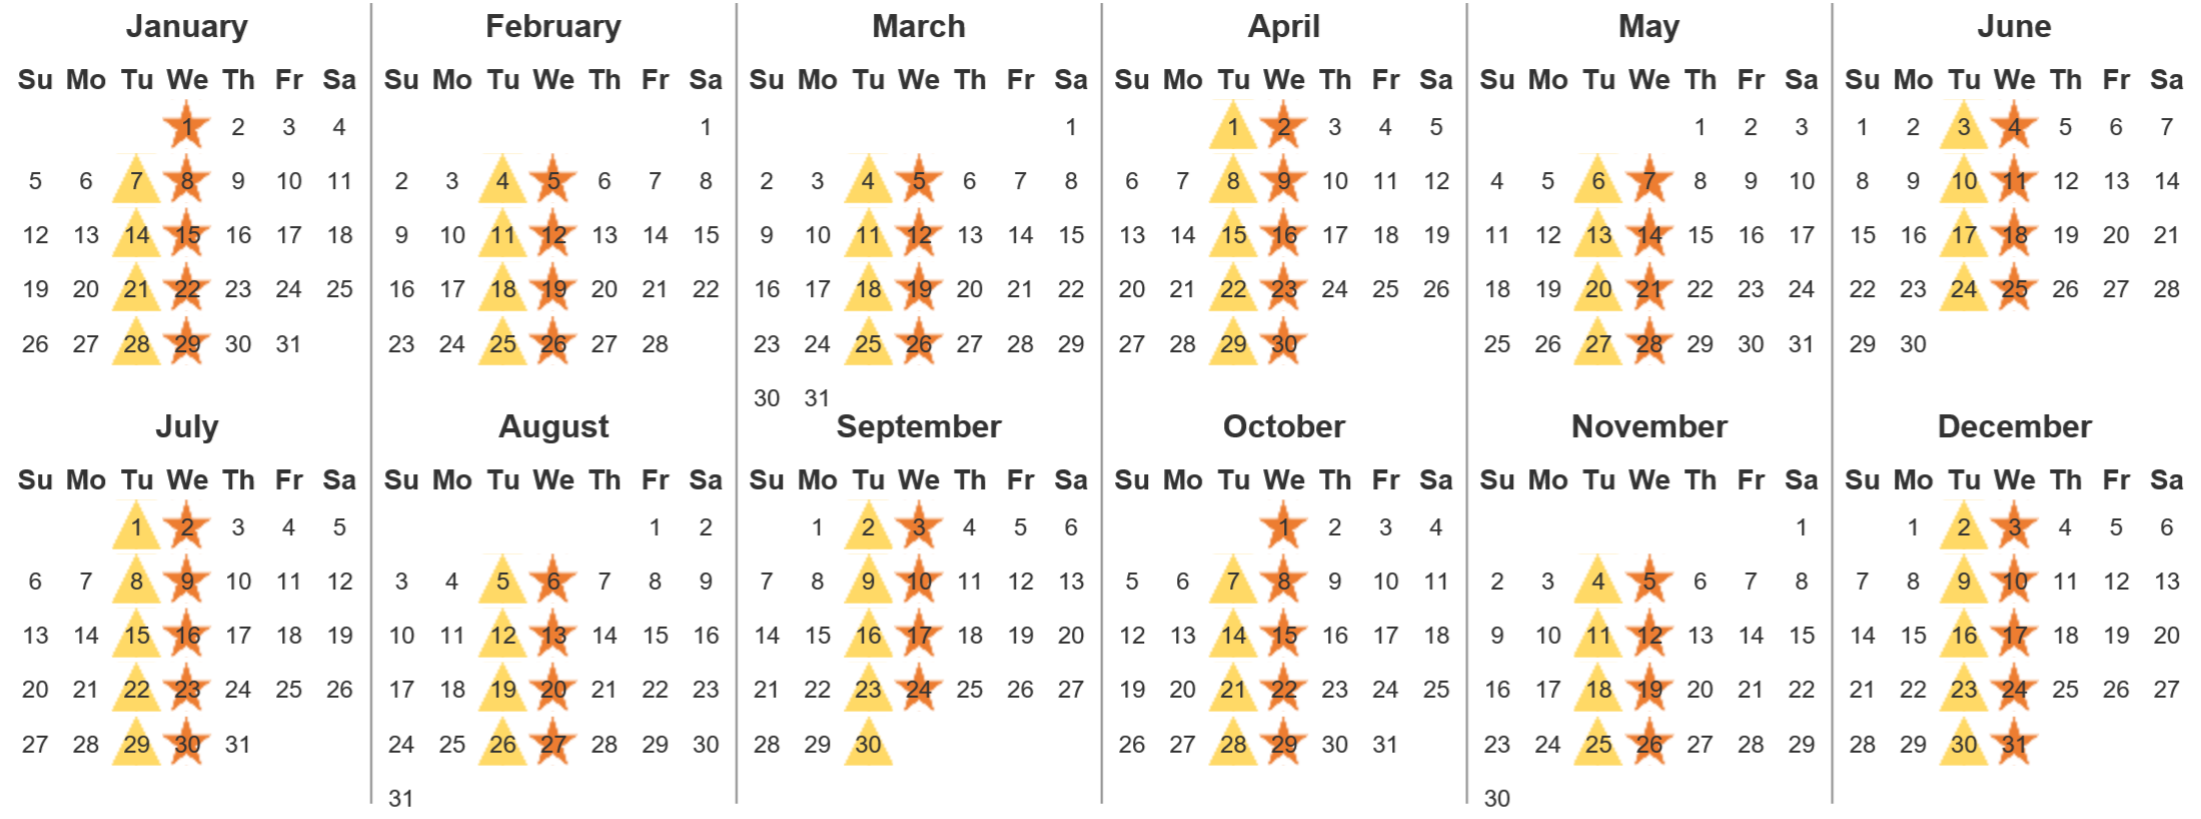 January February March April May June
Su Mo Tu We Th Fr Sa Su Mo Tu We Th Fr Sa Su Mo Tu We Th Fr Sa Su Mo Tu We Th Fr Sa Su Mo Tu We Th Fr Sa Su Mo Tu We Th Fr Sa
1 2 3 4 1 1 1 2 3 4 5 1 2 3 1 2 3 4 5 6 7
5 6 7 8 9 10 11 2 3 4 5 6 7 8 2 3 4 5 6 7 8 6 7 8 9 10 11 12 4 5 6 7 8 9 10 8 9 10 11 12 13 14
12 13 14 15 16 17 18 9 10 11 12 13 14 15 9 10 11 12 13 14 15 13 14 15 16 17 18 19 11 12 13 14 15 16 17 15 16 17 18 19 20 21
19 20 21 22 23 24 25 16 17 18 19 20 21 22 16 17 18 19 20 21 22 20 21 22 23 24 25 26 18 19 20 21 22 23 24 22 23 24 25 26 27 28
26 27 28 29 30 31 23 24 25 26 27 28 23 24 25 26 27 28 29 27 28 29 30 25 26 27 28 29 30 31 29 30
30 31
July August September October November December
Su Mo Tu We Th Fr Sa Su Mo Tu We Th Fr Sa Su Mo Tu We Th Fr Sa Su Mo Tu We Th Fr Sa Su Mo Tu We Th Fr Sa Su Mo Tu We Th Fr Sa
1 2 3 4 5 1 2 1 2 3 4 5 6 1 2 3 4 1 1 2 3 4 5 6
6 7 8 9 10 11 12 3 4 5 6 7 8 9 7 8 9 10 11 12 13 5 6 7 8 9 10 11 2 3 4 5 6 7 8 7 8 9 10 11 12 13
13 14 15 16 17 18 19 10 11 12 13 14 15 16 14 15 16 17 18 19 20 12 13 14 15 16 17 18 9 10 11 12 13 14 15 14 15 16 17 18 19 20
20 21 22 23 24 25 26 17 18 19 20 21 22 23 21 22 23 24 25 26 27 19 20 21 22 23 24 25 16 17 18 19 20 21 22 21 22 23 24 25 26 27
27 28 29 30 31 24 25 26 27 28 29 30 28 29 30 26 27 28 29 30 31 23 24 25 26 27 28 29 28 29 30 31
31 30